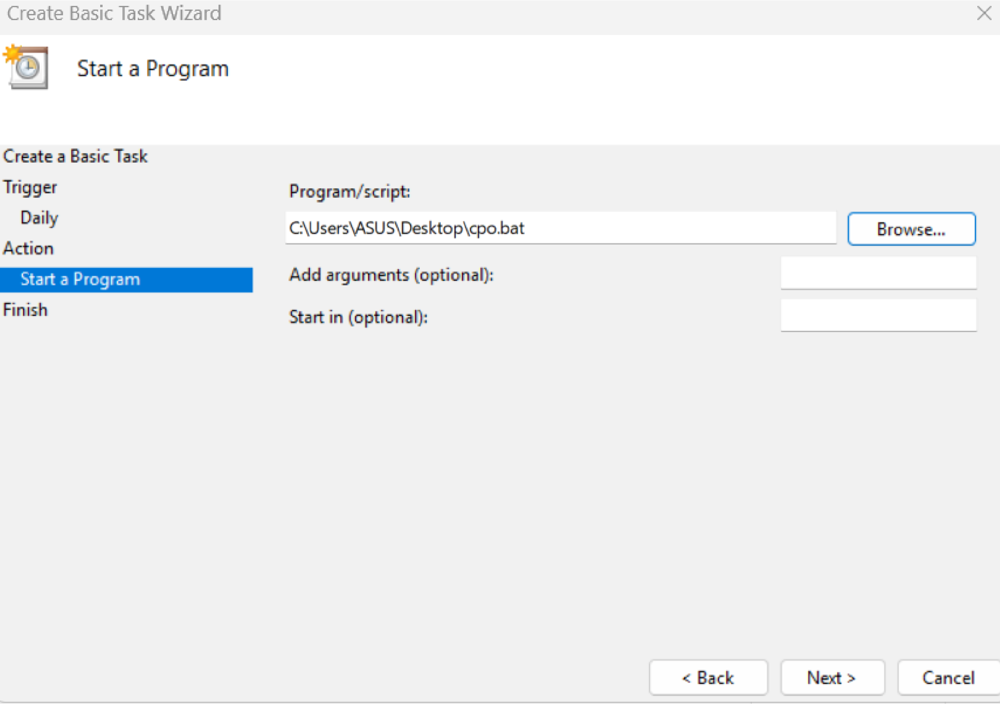 Create Basic Task Wizard
Start a Program
Create a Basic Task
Trigger
Daily
Action
Start a Program
Finish
Program/script:
C:\Users\ASUS\Desktop\cpo.bat
Browse...
Add arguments (optional):
Start in (optional):
< Back
Next >
Cancel